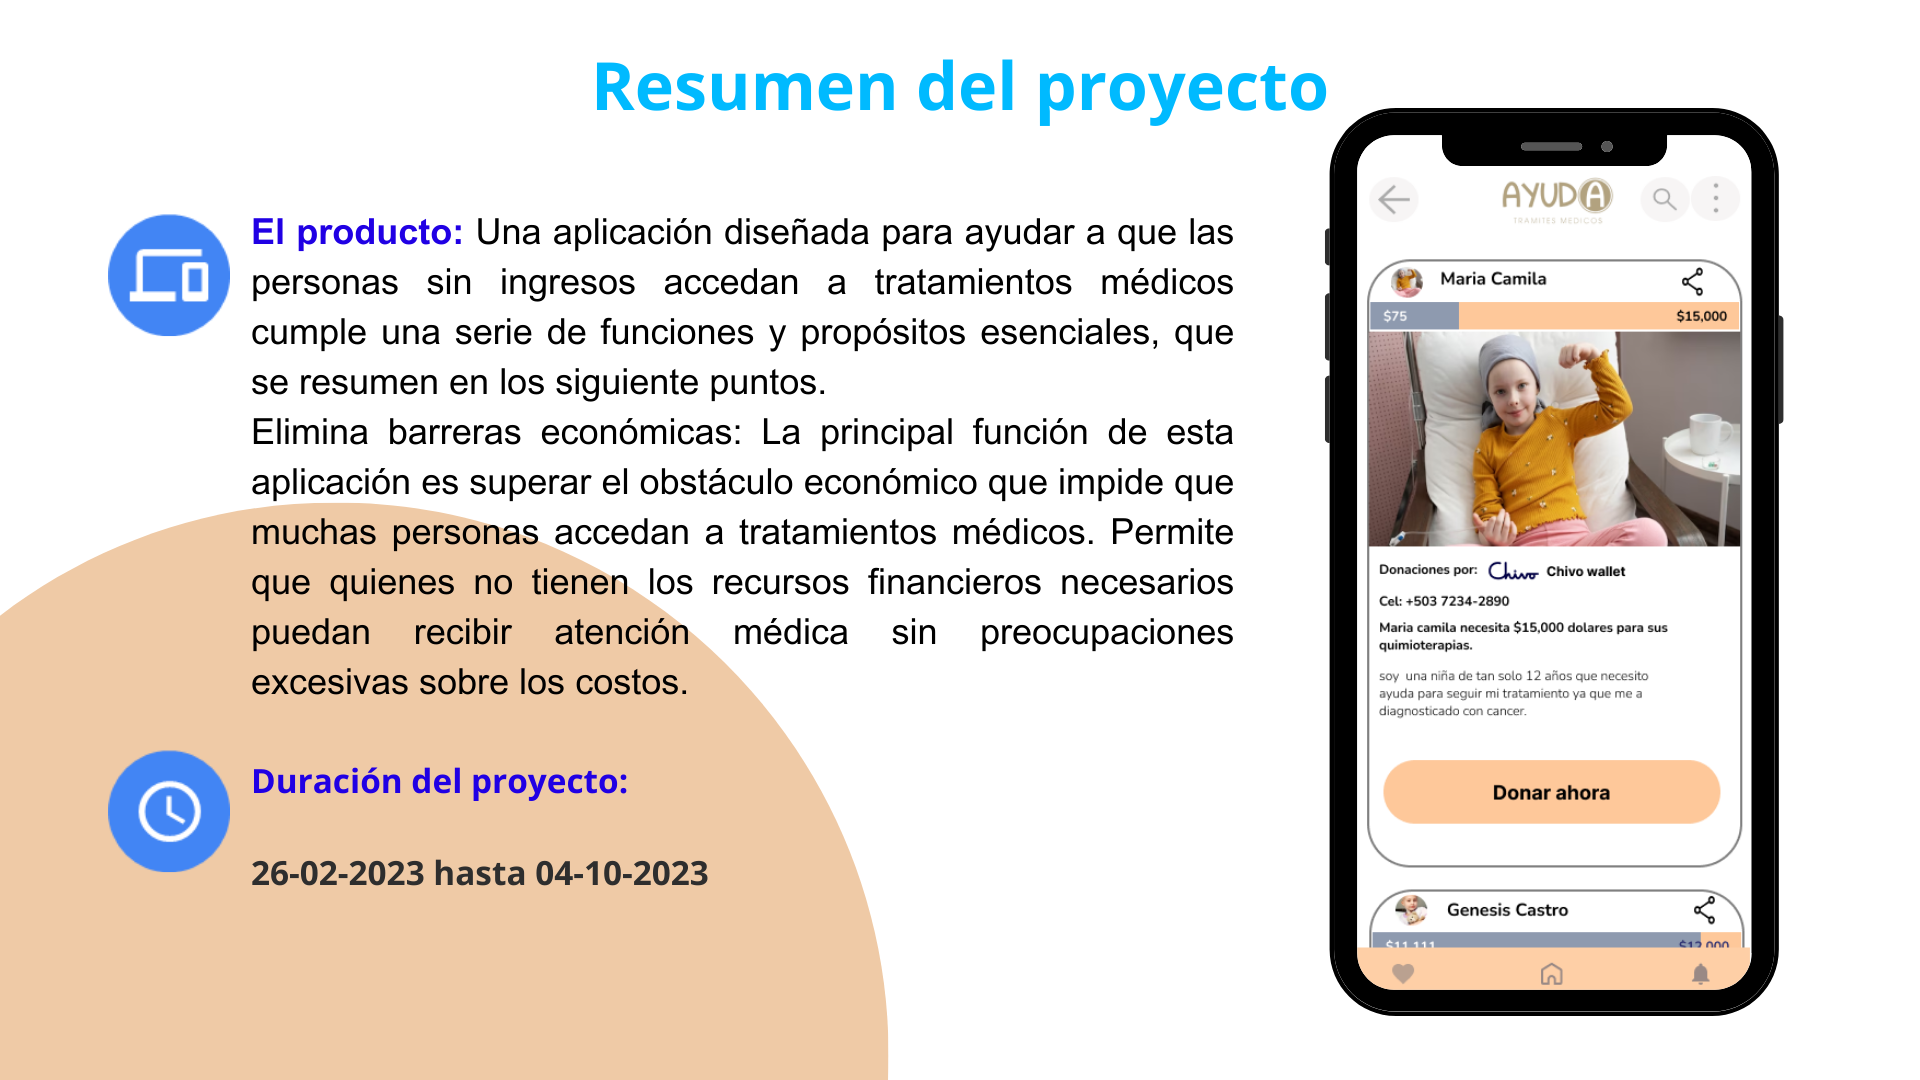 Resumen del proyecto
El producto: Una aplicación diseñada para ayudar a que las
personas sin ingresos accedan a tratamientos médicos
cumple una serie de funciones y propósitos esenciales, que
se resumen en los siguiente puntos.
Elimina barreras económicas: La principal función de esta
aplicación es superar el obstáculo económico que impide que
muchas personas accedan a tratamientos médicos. Permite
que quienes no tienen los recursos financieros necesarios
puedan recibir atención médica sin preocupaciones
excesivas sobre los costos.
Duración del proyecto:
26-02-2023 hasta 04-10-2023
AYUDA
TRAMITES MEDICOS
Maria Camila
$75 $15,000
Donaciones por: Chivo Chivo wallet
Cel: +503 7234-2890
Maria camila necesita $15,000 dolares para sus
quimioterapias.
soy una niña de tan solo 12 años que necesito
ayuda para seguir mi tratamiento ya que me a
diagnosticado con cancer.
Donar ahora
Genesis Castro
$11,111 $12,000